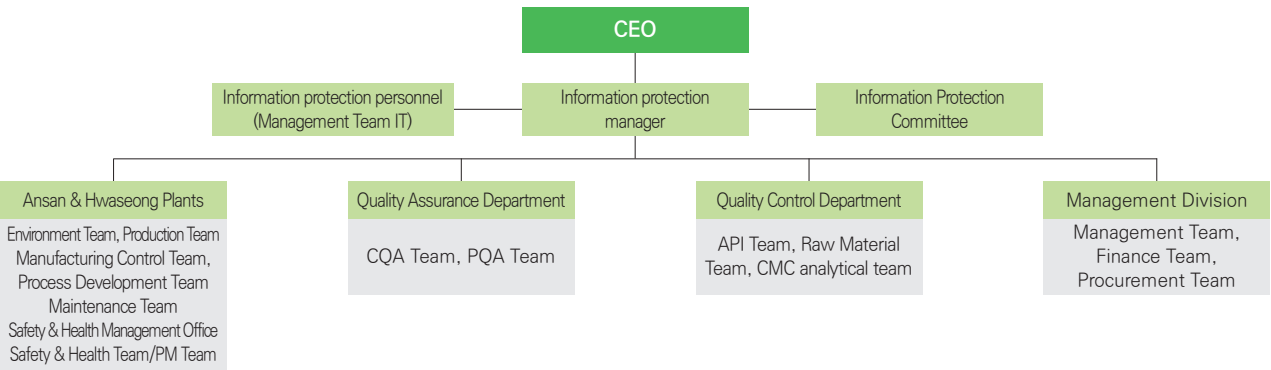 CEO
Information protection personnel
(Management Team IT)
Information protection
manager
Information Protection
Committee
Ansan & Hwaseong Plants
Environment Team, Production Team
Manufacturing Control Team,
Process Development Team
Maintenance Team
Safety & Health Management Office
Safety & Health Team/PM Team
Quality Assurance Department
CQA Team, PQA Team
Quality Control Department
API Team, Raw Material
Team, CMC analytical team
Management Division
Management Team,
Finance Team,
Procurement Team